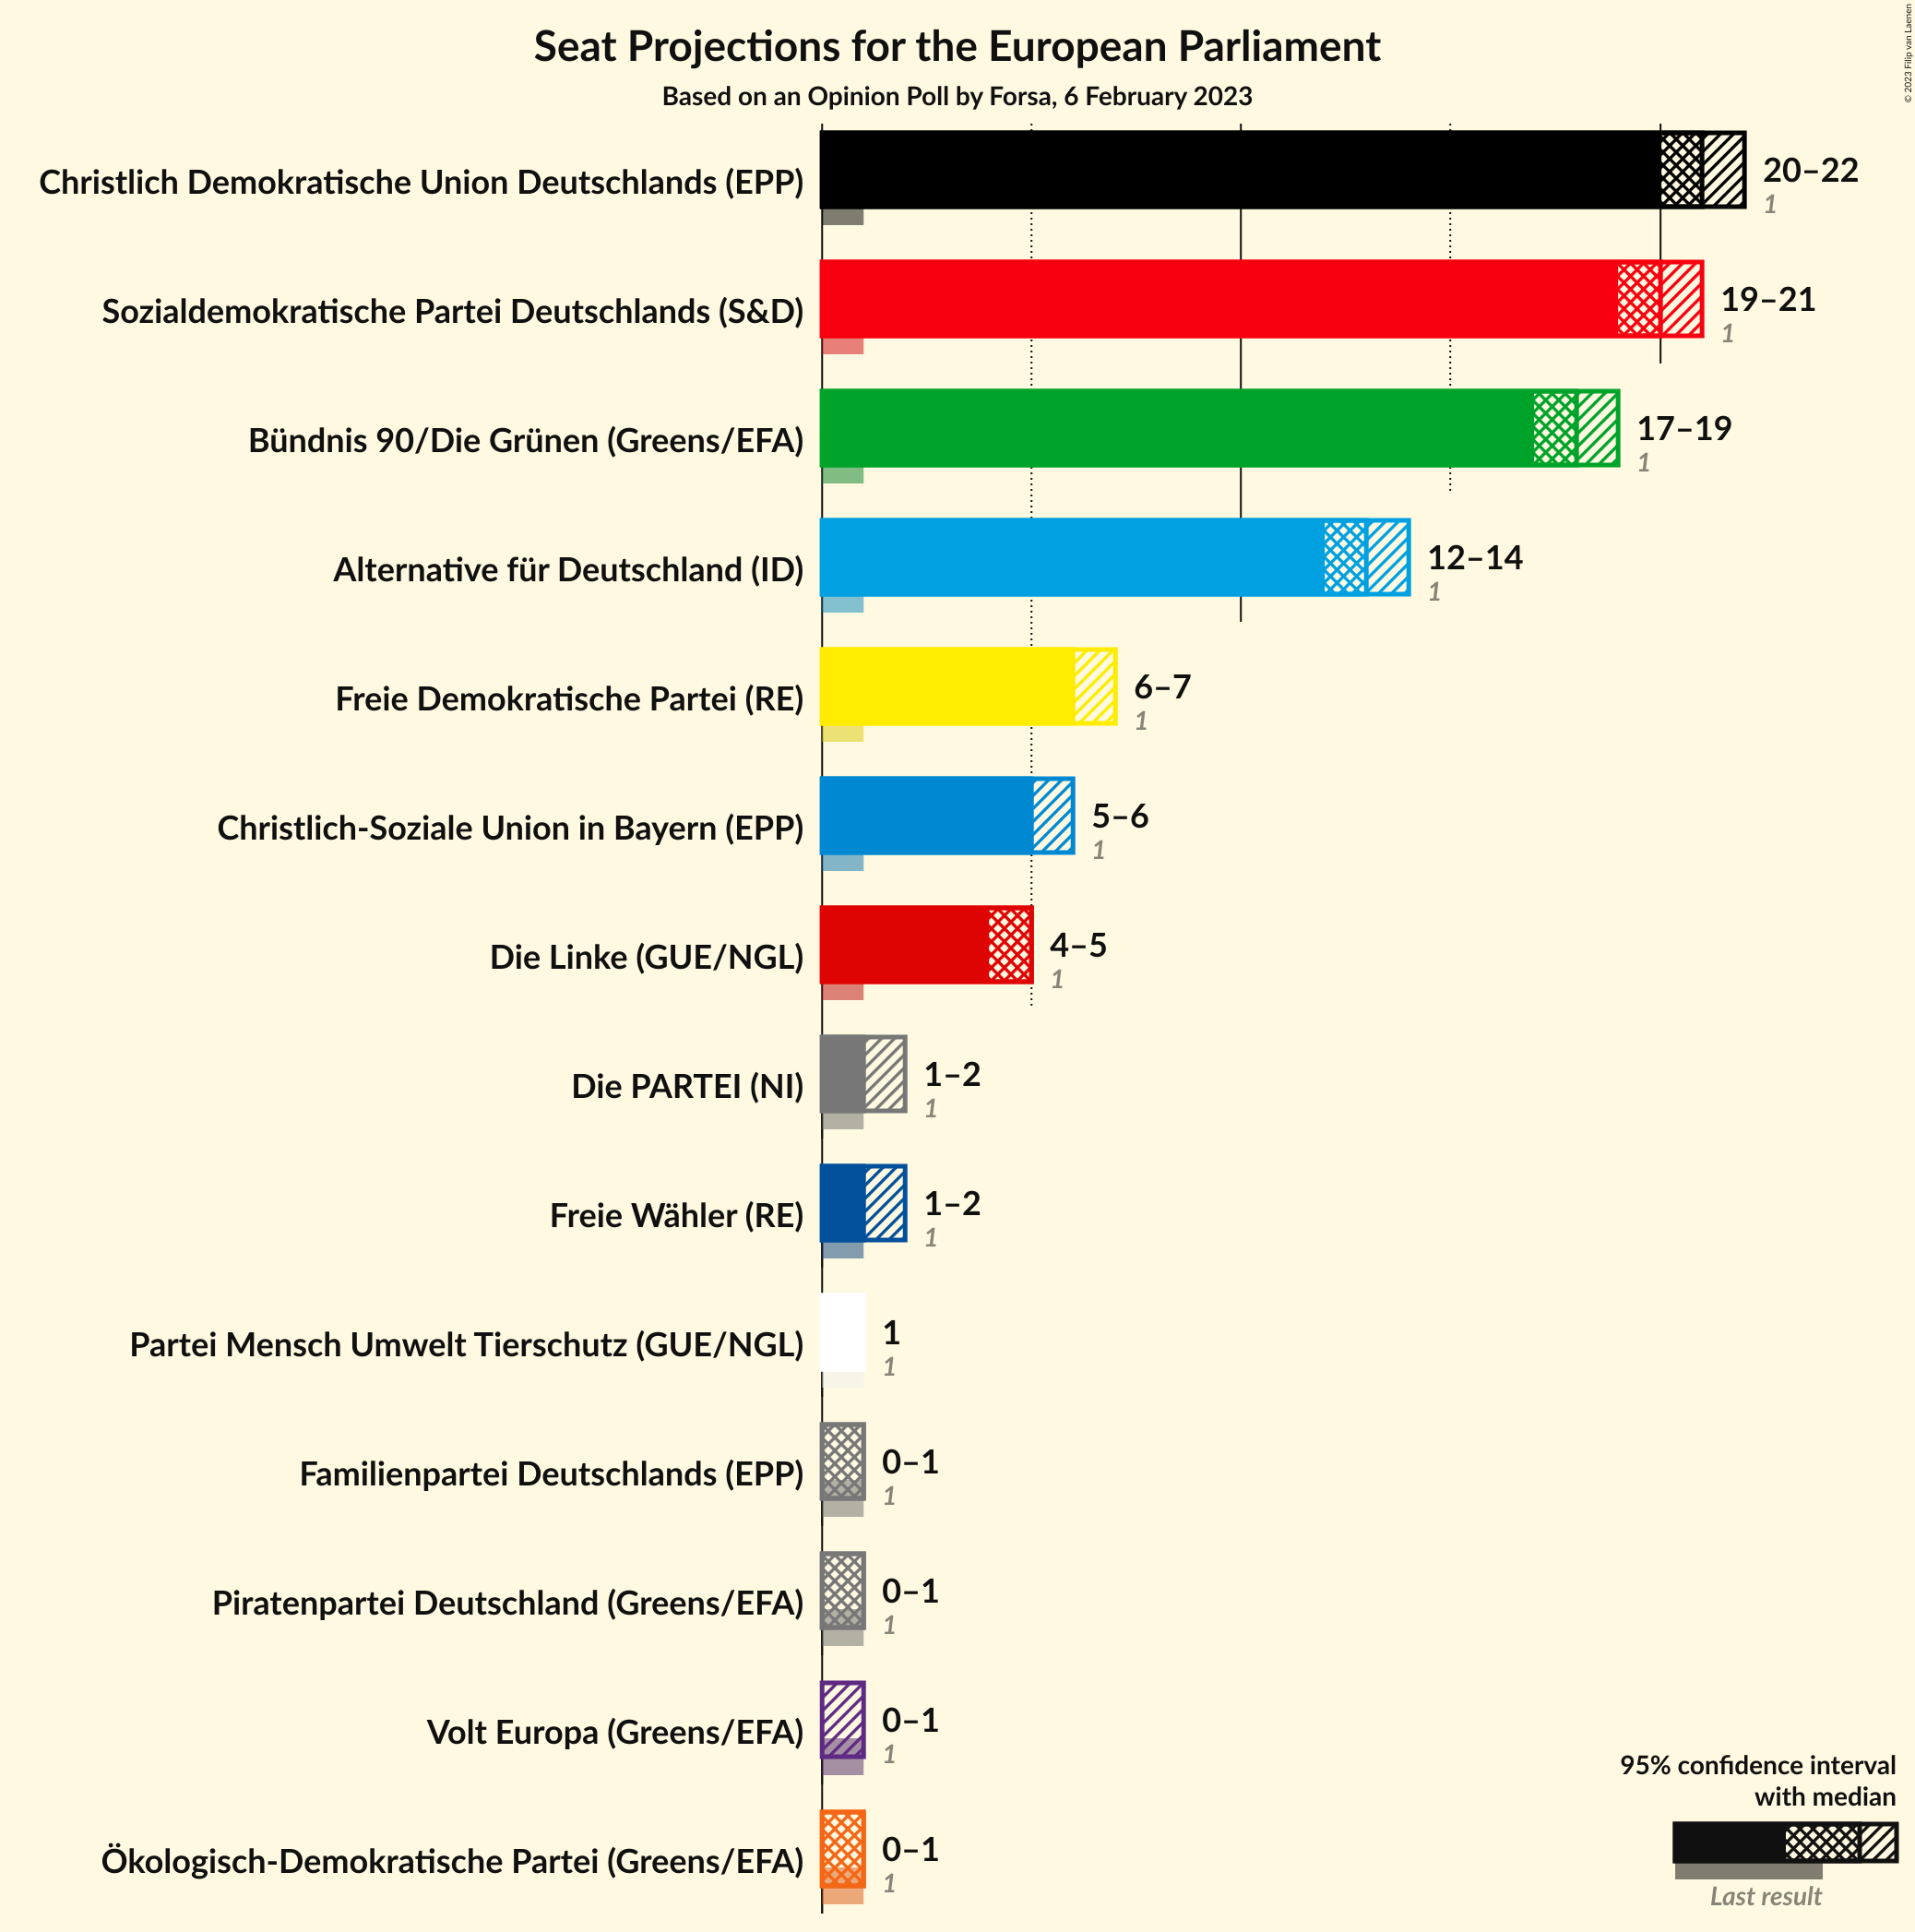 Seat Projections for the European Parliament
Based on an Opinion Poll by Forsa, 6 February 2023
© 2023 Filip van Laenen
Christlich Demokratische Union Deutschlands (EPP)
20–22
1
Sozialdemokratische Partei Deutschlands (S&D)
19–21
1
Bündnis 90/Die Grünen (Greens/EFA)
17–19
1
Alternative für Deutschland (ID)
12–14
1
Freie Demokratische Partei (RE)
6–7
1
Christlich-Soziale Union in Bayern (EPP)
5–6
1
Die Linke (GUE/NGL)
4–5
1
Die PARTEI (NI)
1–2
1
Freie Wähler (RE)
1–2
1
Partei Mensch Umwelt Tierschutz (GUE/NGL)
1
1
Familienpartei Deutschlands (EPP)
0–1
1
Piratenpartei Deutschland (Greens/EFA)
0–1
1
Volt Europa (Greens/EFA)
0–1
1
Ökologisch-Demokratische Partei (Greens/EFA)
0–1
1
95% confidence interval
with median
Last result